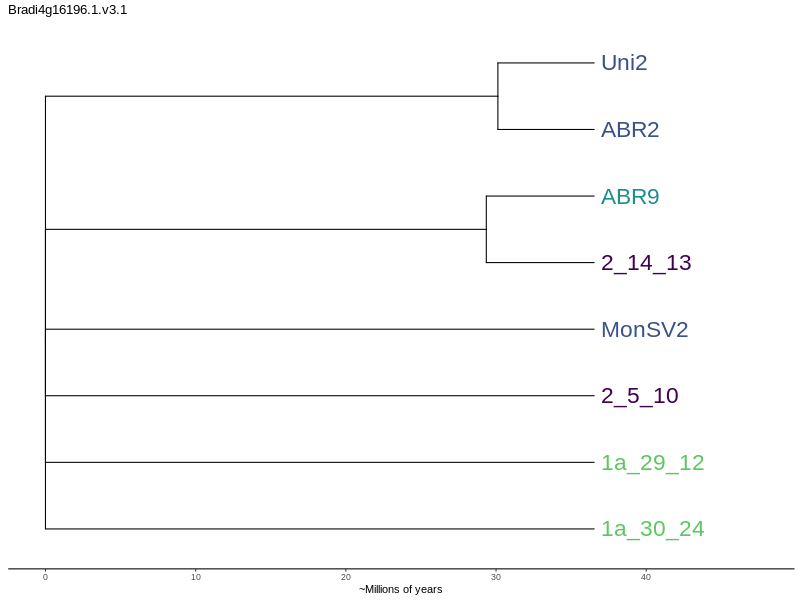 Bradi4g16196.1.v3.1
Uni2
ABR2
ABR9
2_14_13
MonSV2
2_5_10
1a_29_12
1a_30_24
0 10 20 30 40
~Millions of years